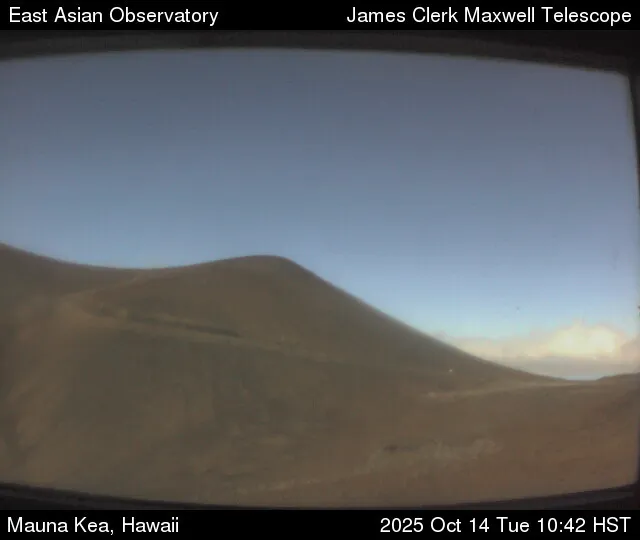 East Asian Observatory
James Clerk Maxwell Telescope
Mauna Kea, Hawaii
2025 Oct 14 Tue 10:42 HST